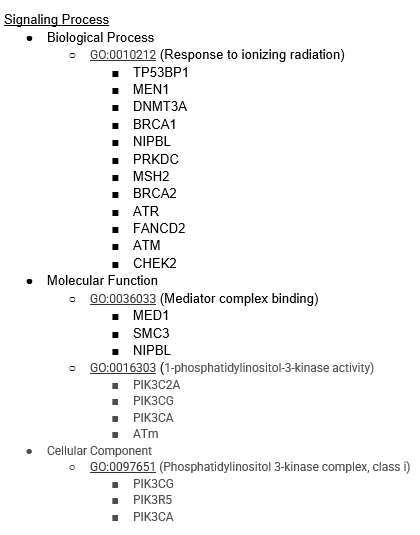 Signaling Process
Biological Process
GO:0010212 (Response to ionizing radiation)
TP53BP1
MEN1
DNMT3A
BRCA1
NIPBL
PRKDC
MSH2
BRCA2
ATR
FANCD2
ATM
CHEK2
Molecular Function
GO:0036033 (Mediator complex binding)
MED1
SMC3
NIPBL
GO:0016303 (1-phosphatidylinositol-3-kinase activity)
PIK3C2A
PIK3CG
PIK3CA
ATm
Cellular Component
GO:0097651 (Phosphatidylinositol 3-kinase complex, class i)
PIK3CG
PIK3R5
PIK3CA